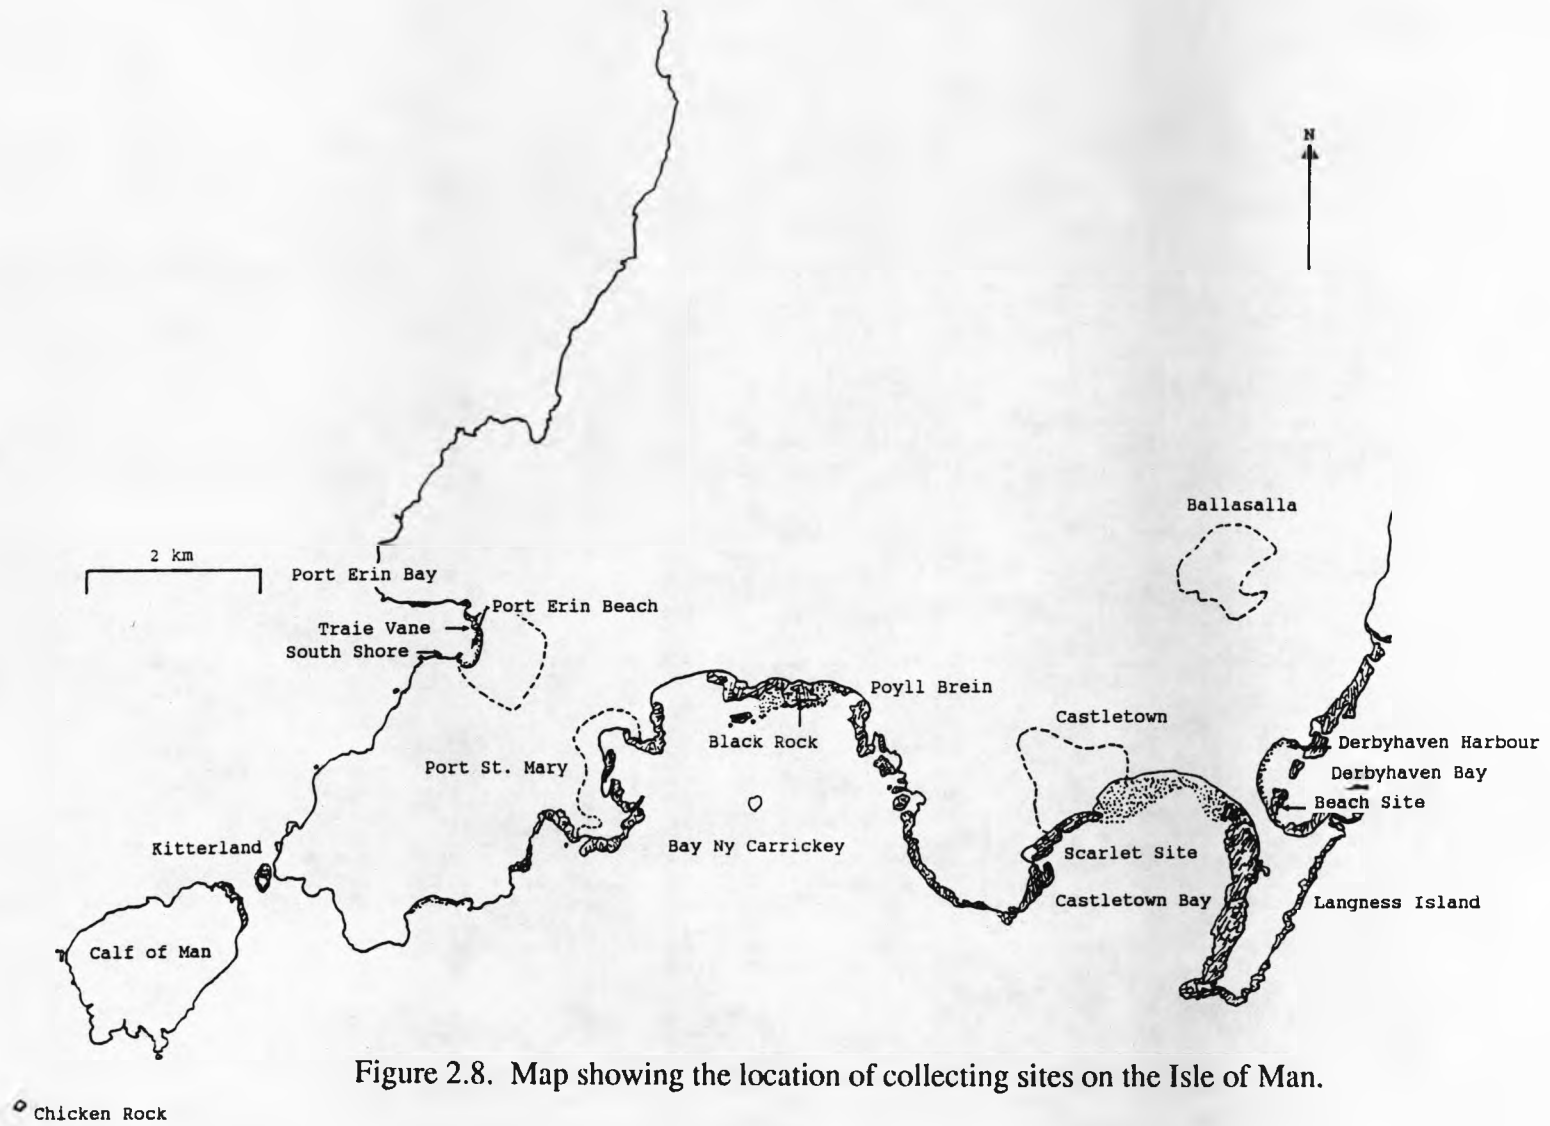 N
Ballasalla
2 km
Port Erin Bay
Port Erin Beach
Traie Vane
South Shore
Poyll Brein
Castletown
Black Rock
Derbyhaven Harbour
Port St. Mary
Derbyhaven Bay
Beach Site
Kitterland
Bay Ny Carrickey
Scarlet Site
Castletown Bay
Langness Island
Calf of Man
Figure 2.8. Map showing the location of collecting sites on the Isle of Man.
Chicken Rock